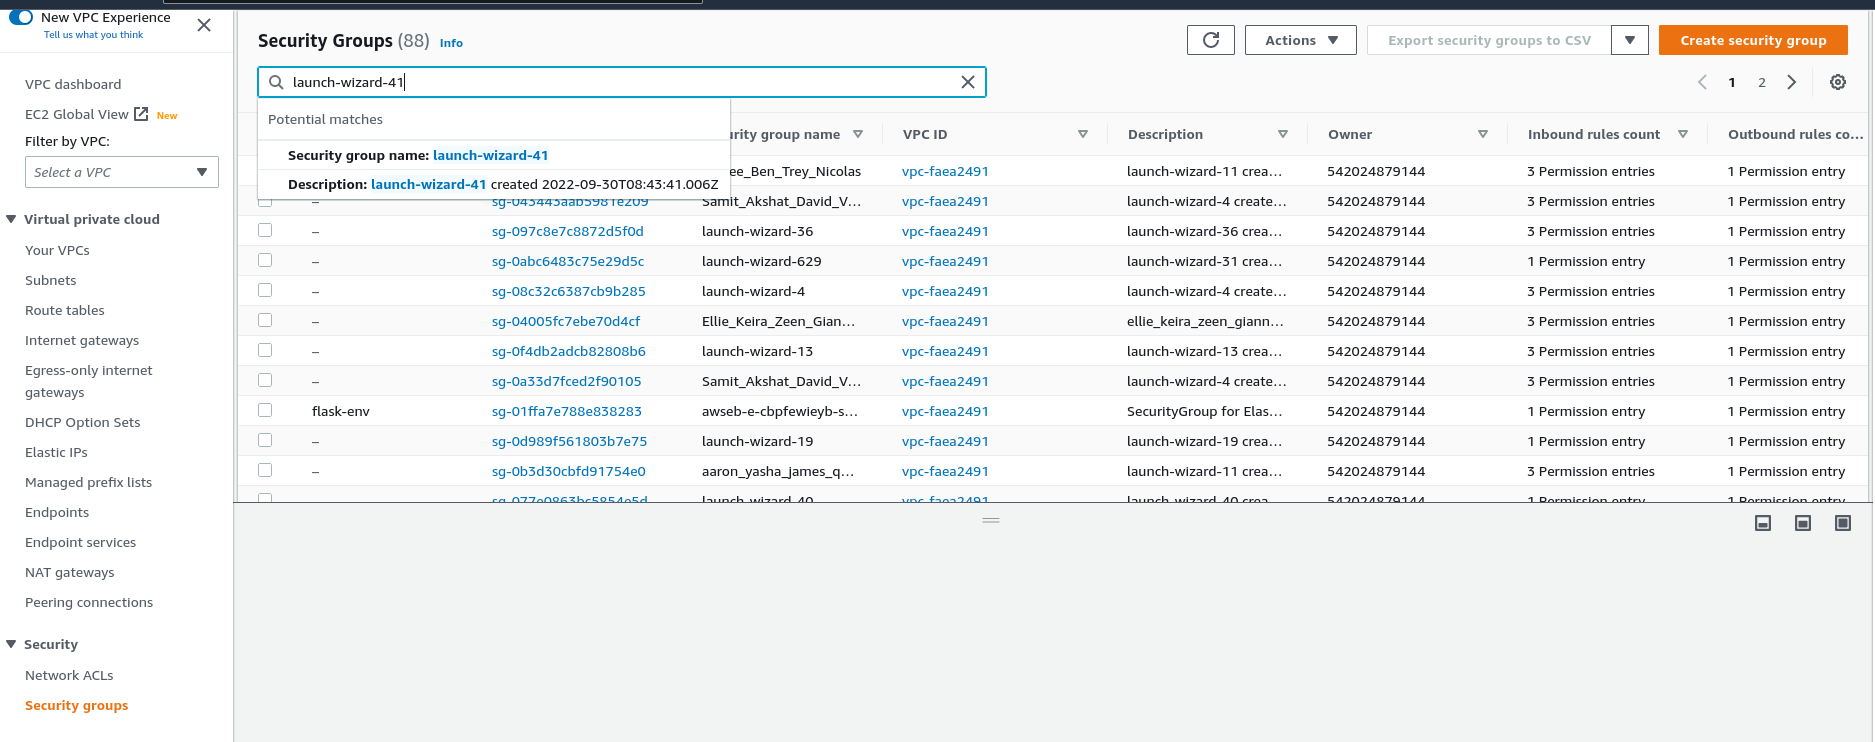 New VPC Experience
Tell us what you think
VPC dashboard
EC2 Global View New
Filter by VPC:
Select a VPC
Virtual private cloud
Your VPCs
Subnets
Route tables
Internet gateways
Egress-only internet
gateways
DHCP Option Sets
Elastic IPs
Managed prefix lists
Endpoints
Endpoint services
NAT gateways
Peering connections
Security
Network ACLs
Security groups
Security Groups (88) Info
Actions
Export security groups to CSV
Create security group
launch-wizard-41
1 2
Potential matches
Security group name: launch-wizard-41
Description: launch-wizard-41 created 2022-09-30T08:43:41.006Z
urity group name VPC ID Description Owner Inbound rules count Outbound rules co...
ee_Ben_Trey_Nicolas vpc-faea2491 launch-wizard-11 crea... 542024879144 3 Permission entries 1 Permission entry
– sg-043443aab5981e209 Samit_Akshat_David_V... vpc-faea2491 launch-wizard-4 create... 542024879144 3 Permission entries 1 Permission entry
– sg-097c8e7c8872d5f0d launch-wizard-36 vpc-faea2491 launch-wizard-36 crea... 542024879144 3 Permission entries 1 Permission entry
– sg-0abc6483c75e29d5c launch-wizard-629 vpc-faea2491 launch-wizard-31 crea... 542024879144 1 Permission entry 1 Permission entry
– sg-08c32c6387cb9b285 launch-wizard-4 vpc-faea2491 launch-wizard-4 create... 542024879144 3 Permission entries 1 Permission entry
– sg-04005fc7ebe70d4cf Ellie_Keira_Zeen_Gian... vpc-faea2491 ellie_keira_zeen_giann... 542024879144 3 Permission entries 1 Permission entry
– sg-0f4db2adcb82808b6 launch-wizard-13 vpc-faea2491 launch-wizard-13 crea... 542024879144 3 Permission entries 1 Permission entry
– sg-0a33d7fced2f90105 Samit_Akshat_David_V... vpc-faea2491 launch-wizard-4 create... 542024879144 3 Permission entries 1 Permission entry
flask-env sg-01ffa7e788e838283 awseb-e-cbpfewieyb-s... vpc-faea2491 SecurityGroup for Elas... 542024879144 1 Permission entry 1 Permission entry
– sg-0d989f561803b7e75 launch-wizard-19 vpc-faea2491 launch-wizard-19 crea... 542024879144 1 Permission entry 1 Permission entry
– sg-0b3d30cbfd91754e0 aaron_yasha_james_q... vpc-faea2491 launch-wizard-11 crea... 542024879144 3 Permission entries 1 Permission entry
launch-wizard-40 vpc-faea2491 launch-wizard-40 crea... 542024879144 1 Permission entry 1 Permission entry